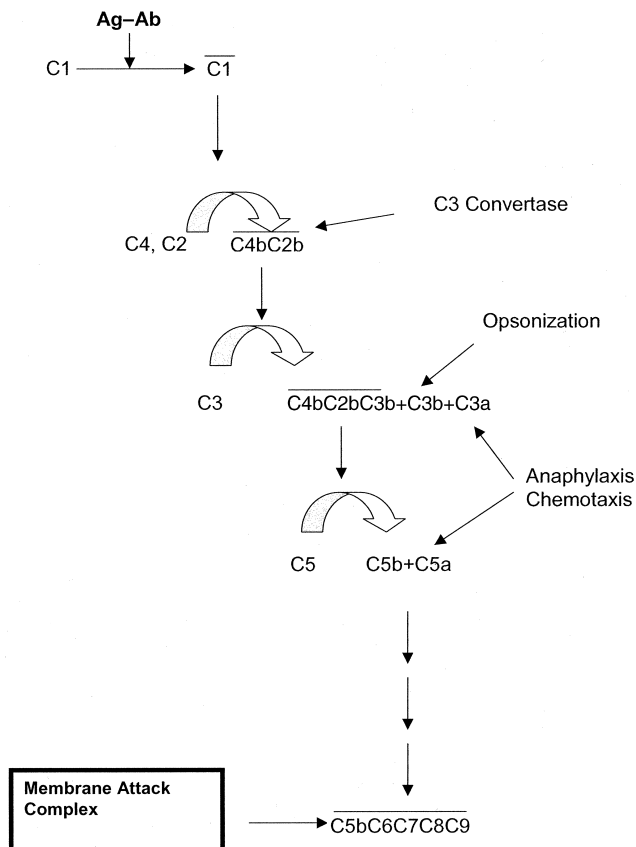 Ag–Ab
C1 C1
C3 Convertase
C4, C2 C4bC2b
Opsonization
C3 C4bC2bC3b+C3b+C3a
Anaphylaxis
Chemotaxis
C5 C5b+C5a
Membrane Attack
Complex
C5bC6C7C8C9